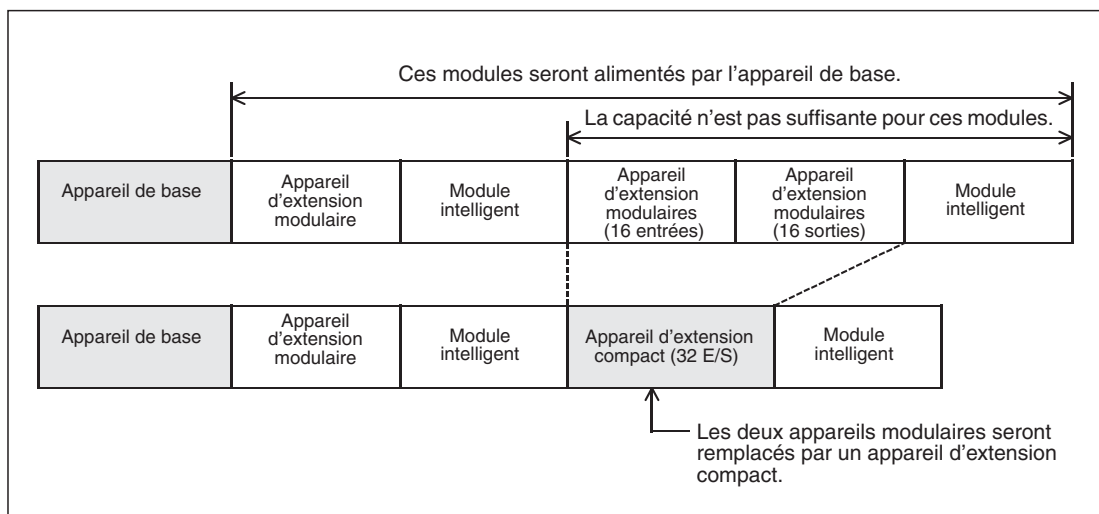 Ces modules seront alimentés par l'appareil de base.
La capacité n'est pas suffisante pour ces modules.
Appareil de base
Appareil
d'extension
modulaire
Module
intelligent
Appareil
d'extension
modulaires
(16 entrées)
Appareil
d'extension
modulaires
(16 sorties)
Module
intelligent
Appareil de base
Appareil
d'extension
modulaire
Module
intelligent
Appareil d'extension
compact (32 E/S)
Module
intelligent
Les deux appareils modulaires seront
remplacés par un appareil d'extension
compact.